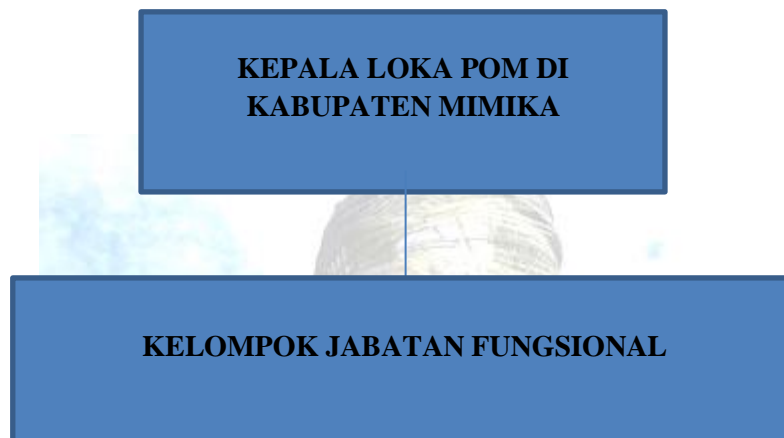 KEPALA LOKA POM DI
KABUPATEN MIMIKA
KELOMPOK JABATAN FUNGSIONAL